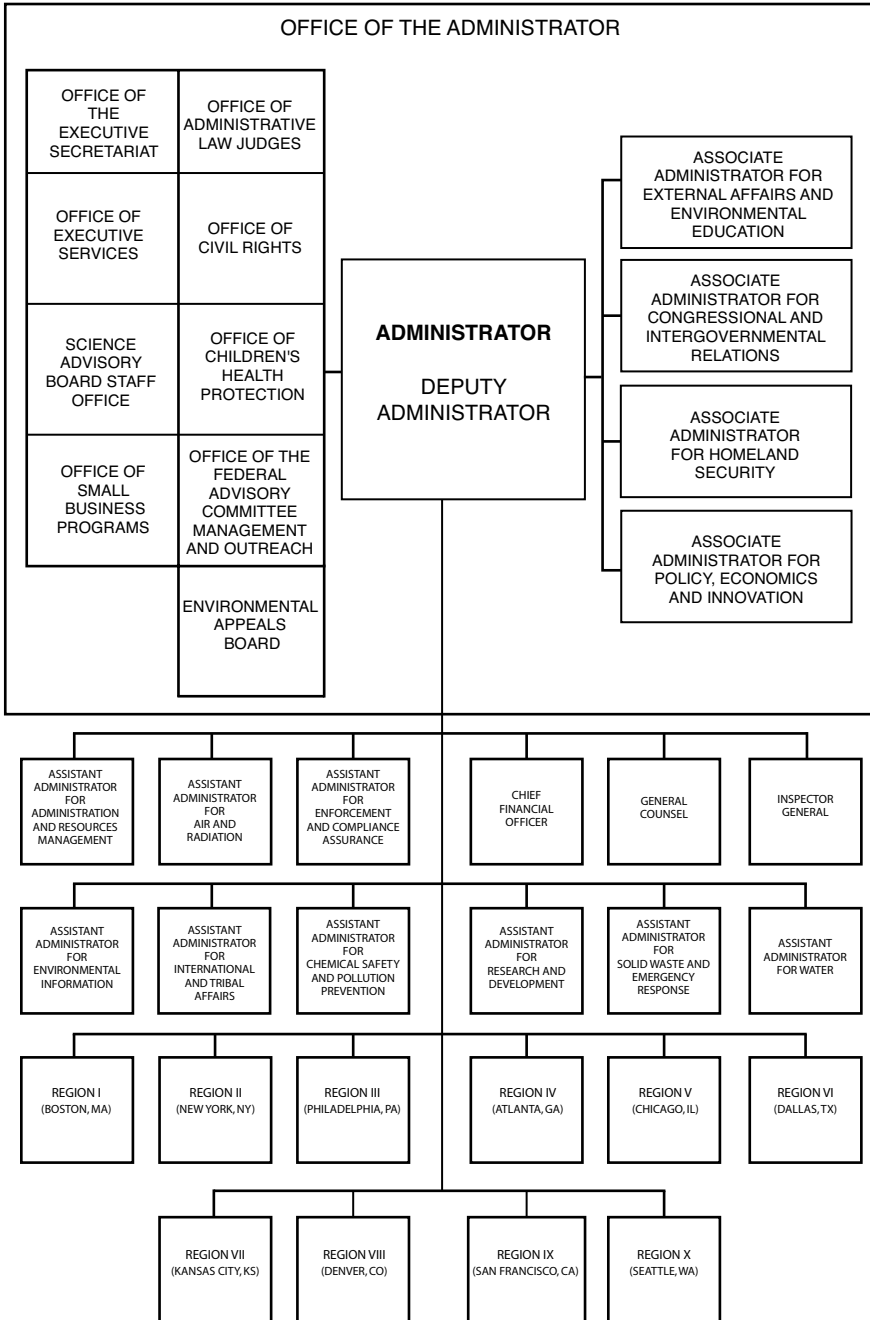 OFFICE OF THE ADMINISTRATOR
OFFICE OF
THE
EXECUTIVE
SECRETARIAT
OFFICE OF
ADMINISTRATIVE
LAW JUDGES
OFFICE OF
EXECUTIVE
SERVICES
OFFICE OF
CIVIL RIGHTS
SCIENCE
ADVISORY
BOARD STAFF
OFFICE
OFFICE OF
CHILDREN'S
HEALTH
PROTECTION
OFFICE OF
SMALL
BUSINESS
PROGRAMS
OFFICE OF THE
FEDERAL
ADVISORY
COMMITTEE
MANAGEMENT
AND OUTREACH
ENVIRONMENTAL
APPEALS
BOARD
ADMINISTRATOR
DEPUTY
ADMINISTRATOR
ASSOCIATE
ADMINISTRATOR FOR
EXTERNAL AFFAIRS AND
ENVIRONMENTAL
EDUCATION
ASSOCIATE
ADMINISTRATOR FOR
CONGRESSIONAL AND
INTERGOVERNMENTAL
RELATIONS
ASSOCIATE
ADMINISTRATOR
FOR HOMELAND
SECURITY
ASSOCIATE
ADMINISTRATOR FOR
POLICY, ECONOMICS
AND INNOVATION
ASSISTANT
ADMINISTRATOR
FOR
ADMINISTRATION
AND RESOURCES
MANAGEMENT
ASSISTANT
ADMINISTRATOR
FOR
AIR AND
RADIATION
ASSISTANT
ADMINISTRATOR
FOR
ENFORCEMENT
AND COMPLIANCE
ASSURANCE
CHIEF
FINANCIAL
OFFICER
GENERAL
COUNSEL
INSPECTOR
GENERAL
ASSISTANT
ADMINISTRATOR
FOR
ENVIRONMENTAL
INFORMATION
ASSISTANT
ADMINISTRATOR
FOR
INTERNATIONAL
AND TRIBAL
AFFAIRS
ASSISTANT
ADMINISTRATOR
FOR
CHEMICAL SAFETY
AND POLLUTION
PREVENTION
ASSISTANT
ADMINISTRATOR
FOR
RESEARCH AND
DEVELOPMENT
ASSISTANT
ADMINISTRATOR
FOR
SOLID WASTE AND
EMERGENCY
RESPONSE
ASSISTANT
ADMINISTRATOR
FOR WATER
REGION I
(BOSTON, MA)
REGION II
(NEW YORK, NY)
REGION III
(PHILADELPHIA, PA)
REGION IV
(ATLANTA, GA)
REGION V
(CHICAGO, IL)
REGION VI
(DALLAS, TX)
REGION VII
(KANSAS CITY, KS)
REGION VIII
(DENVER, CO)
REGION IX
(SAN FRANCISCO, CA)
REGION X
(SEATTLE, WA)